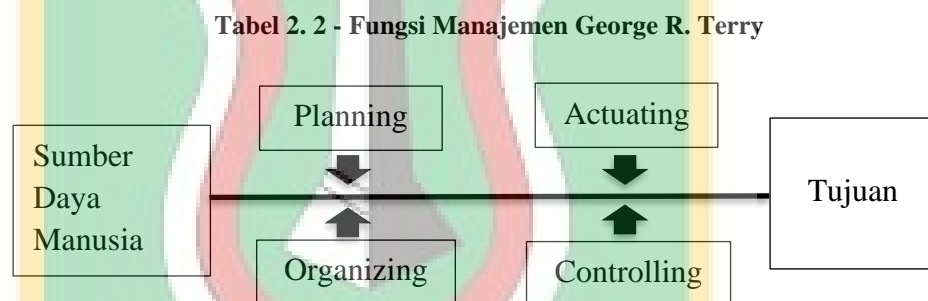 Tabel 2. 2 - Fungsi Manajemen George R. Terry
Planning
Actuating
Sumber
Daya
Manusia
Tujuan
Organizing
Controlling